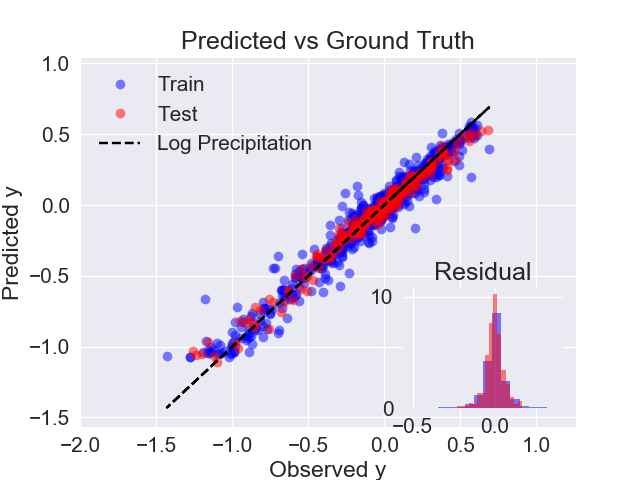 Predicted vs Ground Truth
Train
Test
Log Precipitation
Predicted y
1.0
0.5
0.0
−0.5
−1.0
−1.5
−2.0 −1.5 −1.0 −0.5 0.0 0.5 1.0
Observed y
Residual
10
0
−0.5 0.0